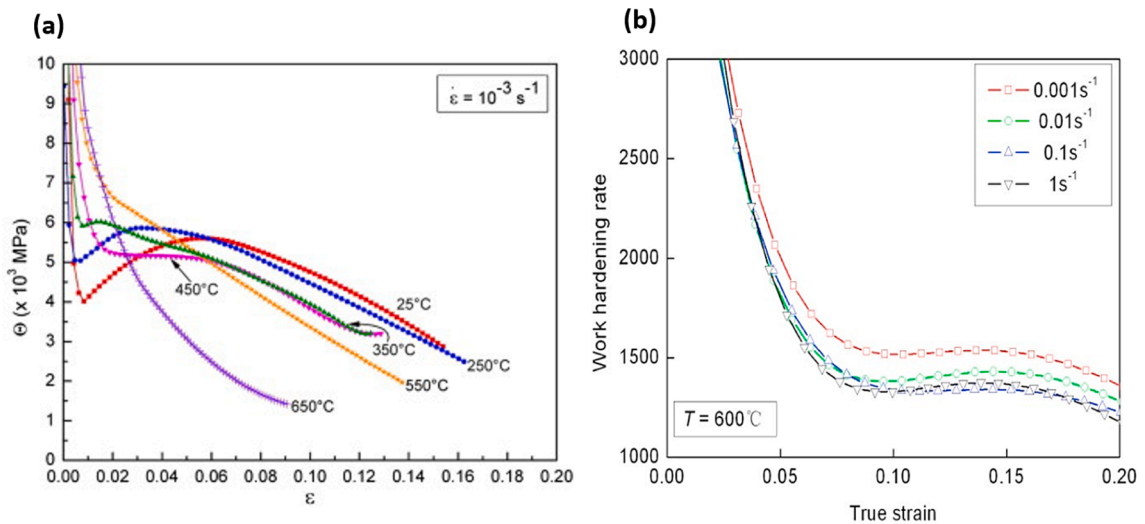 (a)
10
9
8
7
6
5
4
3
2
1
0
Θ (x 10³ MPa)
ε̇ = 10⁻³ s⁻¹
450°C
25°C
350°C
250°C
550°C
650°C
0.00 0.02 0.04 0.06 0.08 0.10 0.12 0.14 0.16 0.18 0.20
ε
(b)
3000
2500
2000
1500
1000
Work hardening rate
0.001s⁻¹
0.01s⁻¹
0.1s⁻¹
1s⁻¹
T = 600℃
0.00 0.05 0.10 0.15 0.20
True strain